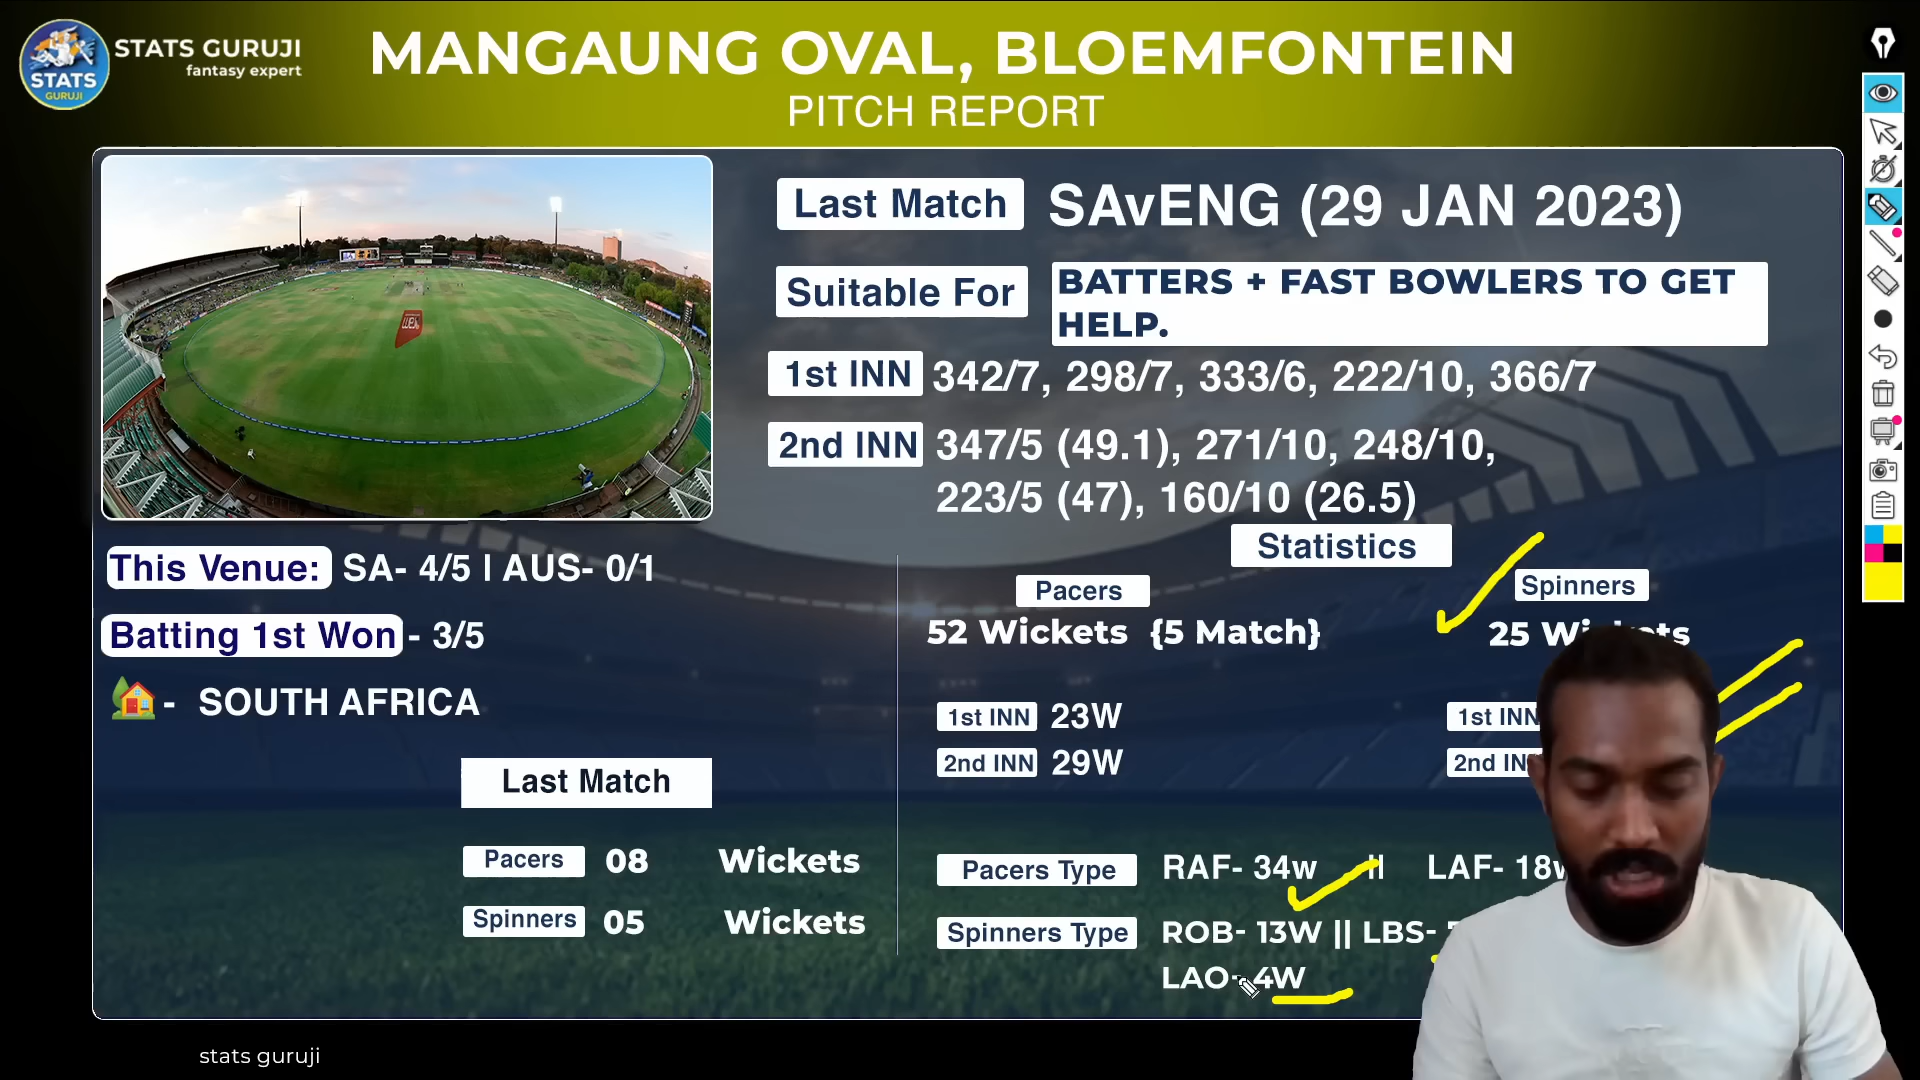 STATS GURUJI
fantasy expert
STATS
GURUJI
MANGAUNG OVAL, BLOEMFONTEIN
PITCH REPORT
Last Match SAvENG (29 JAN 2023)
Suitable For BATTERS + FAST BOWLERS TO GET
HELP.
1st INN 342/7, 298/7, 333/6, 222/10, 366/7
2nd INN 347/5 (49.1), 271/10, 248/10,
223/5 (47), 160/10 (26.5)
This Venue: SA- 4/5 | AUS- 0/1
Batting 1st Won - 3/5
- SOUTH AFRICA
Last Match
Pacers 08 Wickets
Spinners 05 Wickets
Statistics
Pacers Spinners
52 Wickets {5 Match} 25 Wickets
1st INN 23W 1st INN
2nd INN 29W 2nd IN
Pacers Type RAF- 34w || LAF- 18w
Spinners Type ROB- 13W || LBS-
LAO- 4W
stats guruji